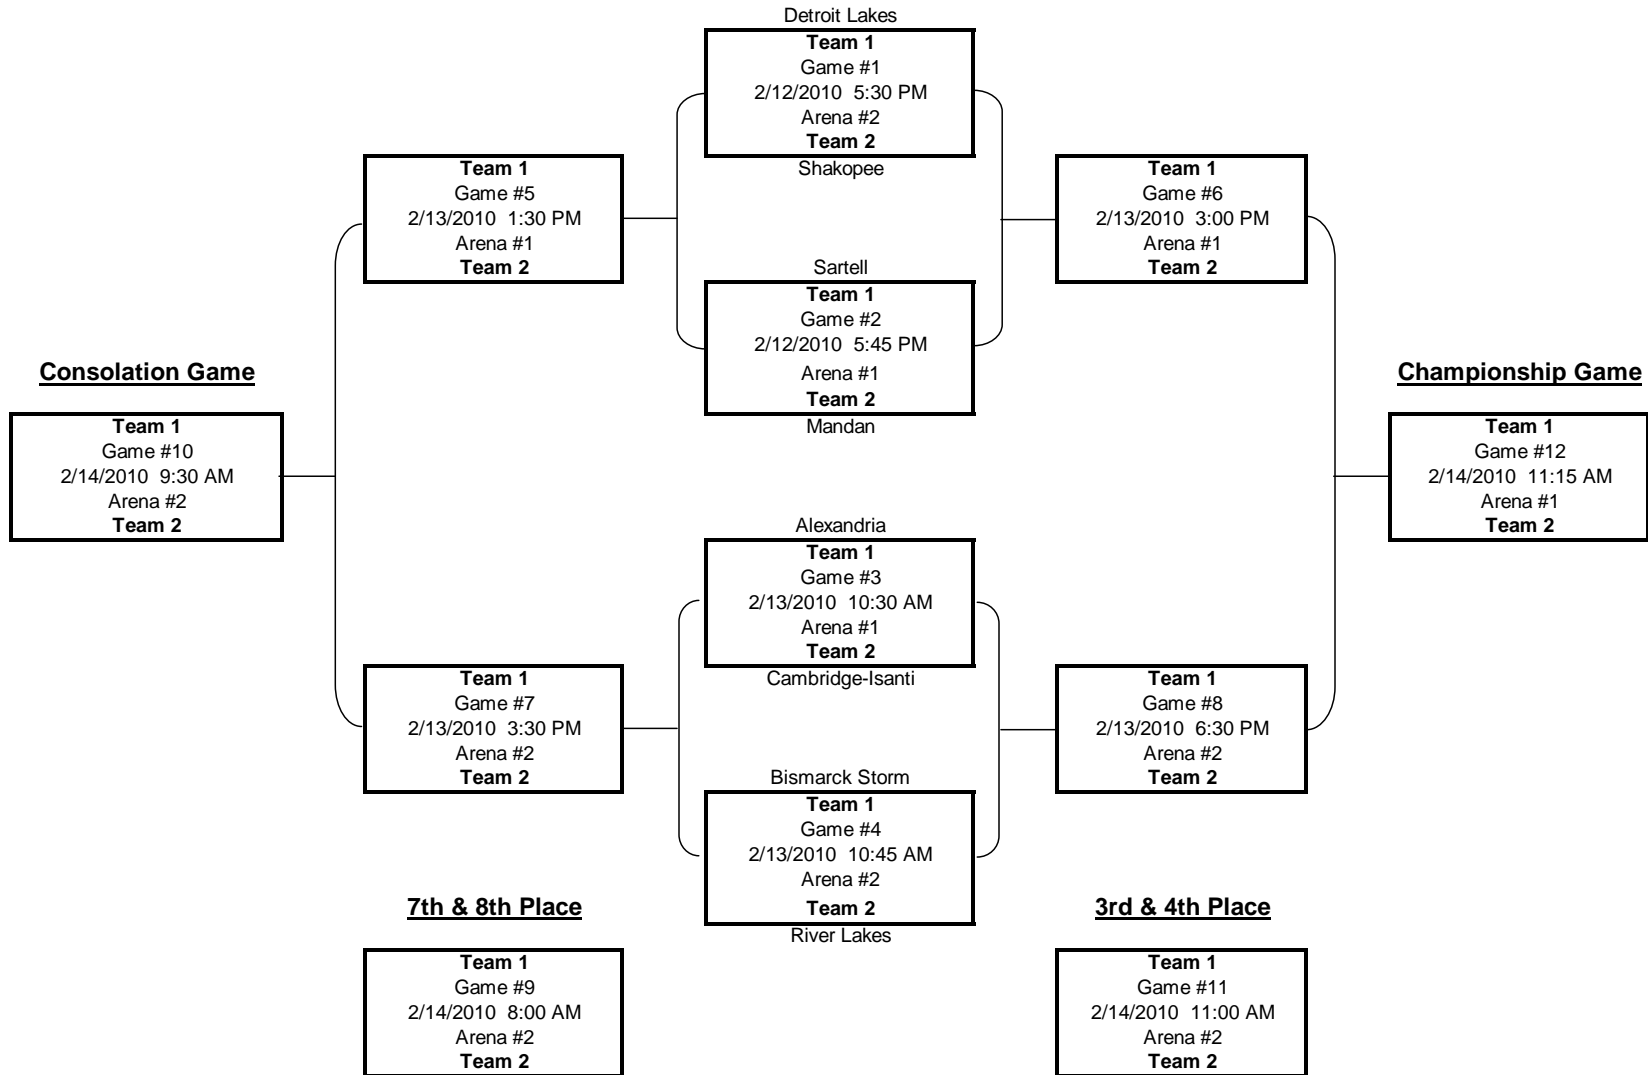 Detroit Lakes
Team 1
Game #1
2/12/2010  5:30 PM
Arena #2
Team 2
Shakopee
Team 1
Game #5
2/13/2010  1:30 PM
Arena #1
Team 2
Team 1
Game #6
2/13/2010  3:00 PM
Arena #1
Team 2
Sartell
Team 1
Game #2
2/12/2010  5:45 PM
Arena #1
Team 2
Mandan
Consolation Game
Team 1
Game #10
2/14/2010  9:30 AM
Arena #2
Team 2
Championship Game
Team 1
Game #12
2/14/2010  11:15 AM
Arena #1
Team 2
Alexandria
Team 1
Game #3
2/13/2010  10:30 AM
Arena #1
Team 2
Cambridge-Isanti
Team 1
Game #7
2/13/2010  3:30 PM
Arena #2
Team 2
Team 1
Game #8
2/13/2010  6:30 PM
Arena #2
Team 2
Bismarck Storm
Team 1
Game #4
2/13/2010  10:45 AM
Arena #2
Team 2
River Lakes
7th & 8th Place
Team 1
Game #9
2/14/2010  8:00 AM
Arena #2
Team 2
3rd & 4th Place
Team 1
Game #11
2/14/2010  11:00 AM
Arena #2
Team 2